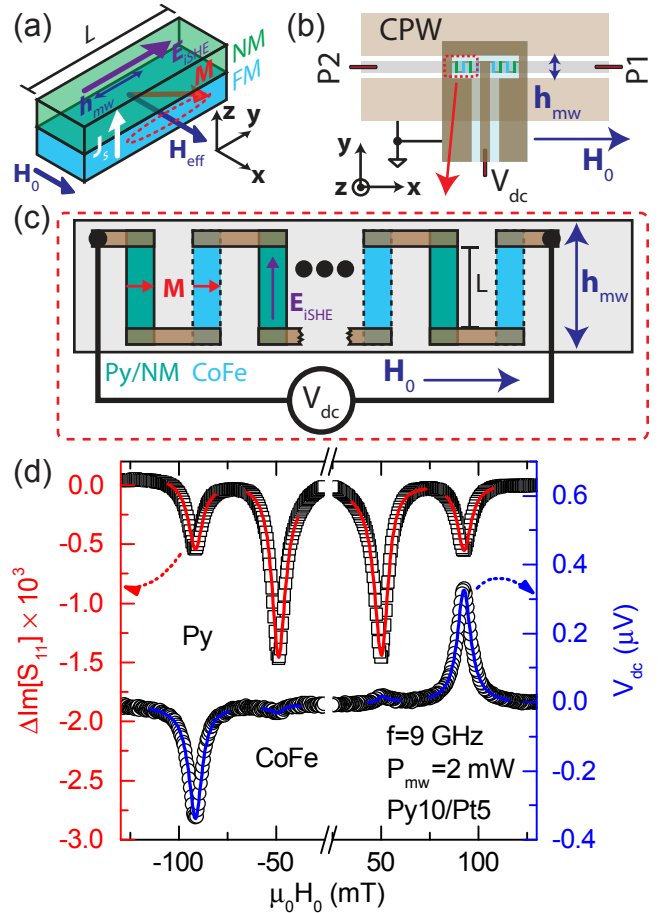 (a)
L
E_iSHE
NM
h_mw
M
FM
J_s
H_eff
H_0
z
y
x
(b)
CPW
P2
P1
h_mw
H_0
V_dc
y
z
x
(c)
M
E_iSHE
L
h_mw
Py/NM
CoFe
H_0
V_dc
(d)
0.0
-0.5
-1.0
-1.5
-2.0
-2.5
-3.0
ΔIm[S_11] × 10^3
0.6
0.4
0.2
0.0
-0.2
-0.4
V_dc (μV)
Py
CoFe
f=9 GHz
P_mw=2 mW
Py10/Pt5
-100
-50
50
100
μ_0H_0 (mT)